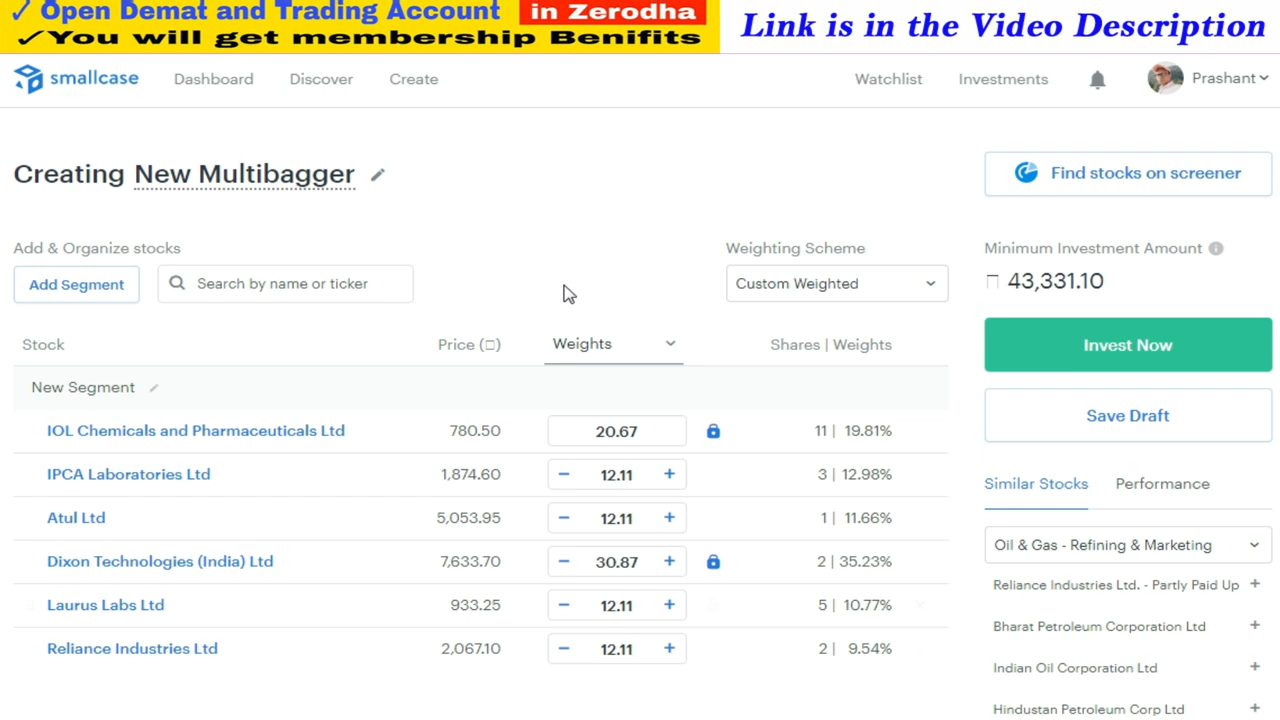 ✓ Open Demat and Trading Account in Zerodha
✓You will get membership Benifits
Link is in the Video Description
smallcase Dashboard Discover Create Watchlist Investments Prashant
Creating New Multibagger
Find stocks on screener
Add & Organize stocks Weighting Scheme Minimum Investment Amount
Add Segment Search by name or ticker Custom Weighted 43,331.10
Stock Price (□) Weights Shares | Weights
Invest Now
New Segment
IOL Chemicals and Pharmaceuticals Ltd 780.50 20.67 11 | 19.81%
Save Draft
IPCA Laboratories Ltd 1,874.60 − 12.11 + 3 | 12.98%
Similar Stocks Performance
Atul Ltd 5,053.95 − 12.11 + 1 | 11.66%
Oil & Gas - Refining & Marketing
Dixon Technologies (India) Ltd 7,633.70 − 30.87 + 2 | 35.23%
Reliance Industries Ltd. - Partly Paid Up +
Laurus Labs Ltd 933.25 − 12.11 + 5 | 10.77%
Bharat Petroleum Corporation Ltd +
Reliance Industries Ltd 2,067.10 − 12.11 + 2 | 9.54%
Indian Oil Corporation Ltd +
Hindustan Petroleum Corp Ltd +